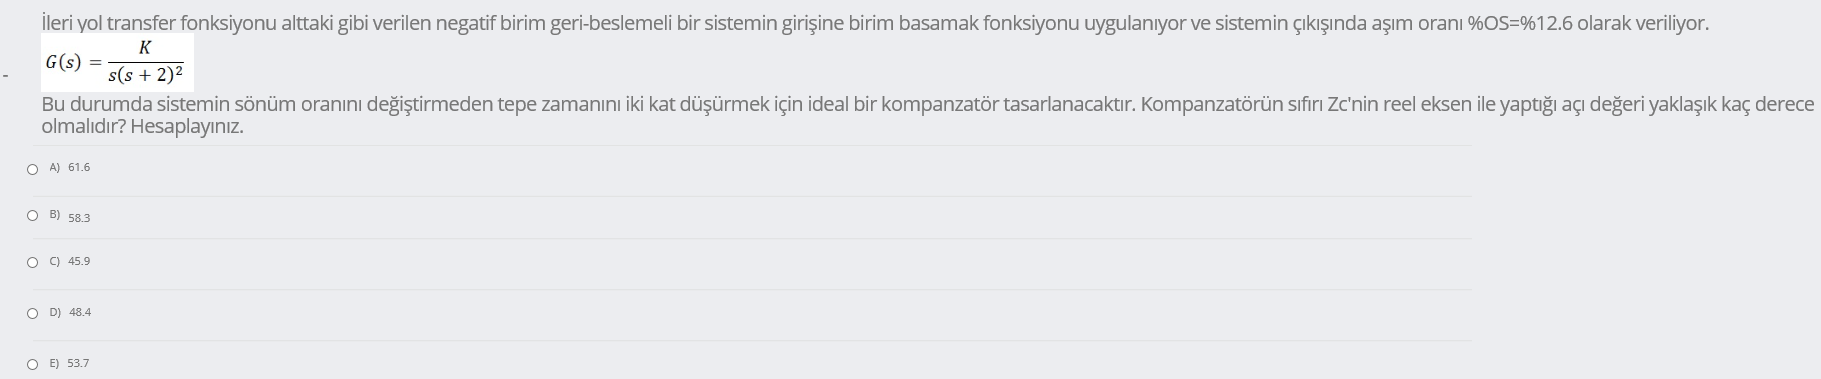 İleri yol transfer fonksiyonu alttaki gibi verilen negatif birim geri-beslemeli bir sistemin girişine birim basamak fonksiyonu uygulanıyor ve sistemin çıkışında aşım oranı %OS=%12.6 olarak veriliyor.
G(s) = K / s(s + 2)²
-
Bu durumda sistemin sönüm oranını değiştirmeden tepe zamanını iki kat düşürmek için ideal bir kompanzatör tasarlanacaktır. Kompanzatörün sıfırı Zc'nin reel eksen ile yaptığı açı değeri yaklaşık kaç derece
olmalıdır? Hesaplayınız.
A) 61.6
B) 58.3
C) 45.9
D) 48.4
E) 53.7